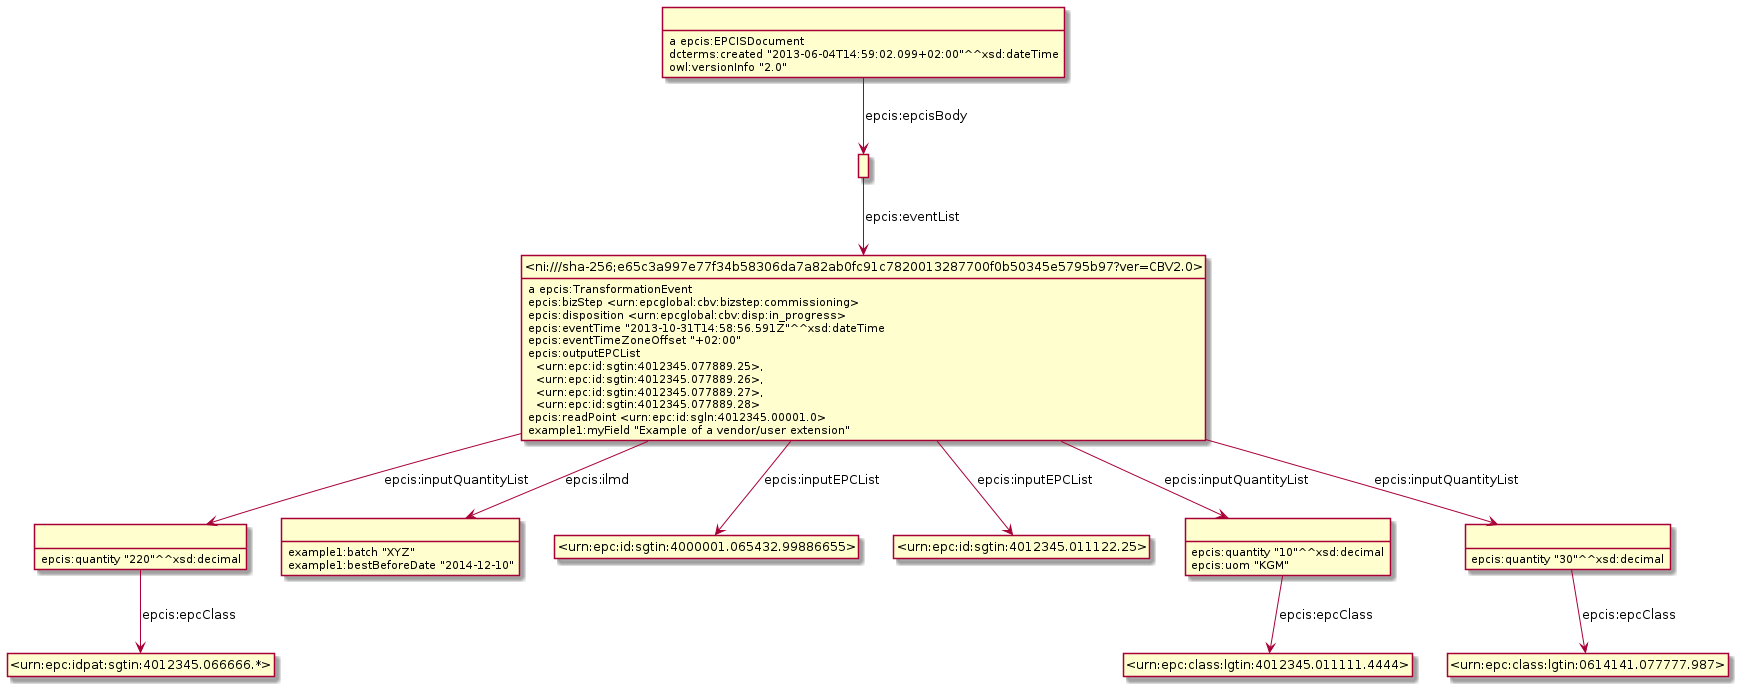 a epcis:EPCISDocument
dcterms:created "2013-06-04T14:59:02.099+02:00"^^xsd:dateTime
owl:versionInfo "2.0"
epcis:epcisBody
epcis:eventList
<ni:///sha-256;e65c3a997e77f34b58306da7a82ab0fc91c7820013287700f0b50345e5795b97?ver=CBV2.0>
a epcis:TransformationEvent
epcis:bizStep <urn:epcglobal:cbv:bizstep:commissioning>
epcis:disposition <urn:epcglobal:cbv:disp:in_progress>
epcis:eventTime "2013-10-31T14:58:56.591Z"^^xsd:dateTime
epcis:eventTimeZoneOffset "+02:00"
epcis:outputEPCList
<urn:epc:id:sgtin:4012345.077889.25>,
<urn:epc:id:sgtin:4012345.077889.26>,
<urn:epc:id:sgtin:4012345.077889.27>,
<urn:epc:id:sgtin:4012345.077889.28>
epcis:readPoint <urn:epc:id:sgln:4012345.00001.0>
example1:myField "Example of a vendor/user extension"
epcis:inputQuantityList
epcis:ilmd
epcis:inputEPCList
epcis:inputEPCList
epcis:inputQuantityList
epcis:inputQuantityList
epcis:quantity "220"^^xsd:decimal
example1:batch "XYZ"
example1:bestBeforeDate "2014-12-10"
<urn:epc:id:sgtin:4000001.065432.99886655>
<urn:epc:id:sgtin:4012345.011122.25>
epcis:quantity "10"^^xsd:decimal
epcis:uom "KGM"
epcis:quantity "30"^^xsd:decimal
epcis:epcClass
epcis:epcClass
epcis:epcClass
<urn:epc:idpat:sgtin:4012345.066666.*>
<urn:epc:class:lgtin:4012345.011111.4444>
<urn:epc:class:lgtin:0614141.077777.987>